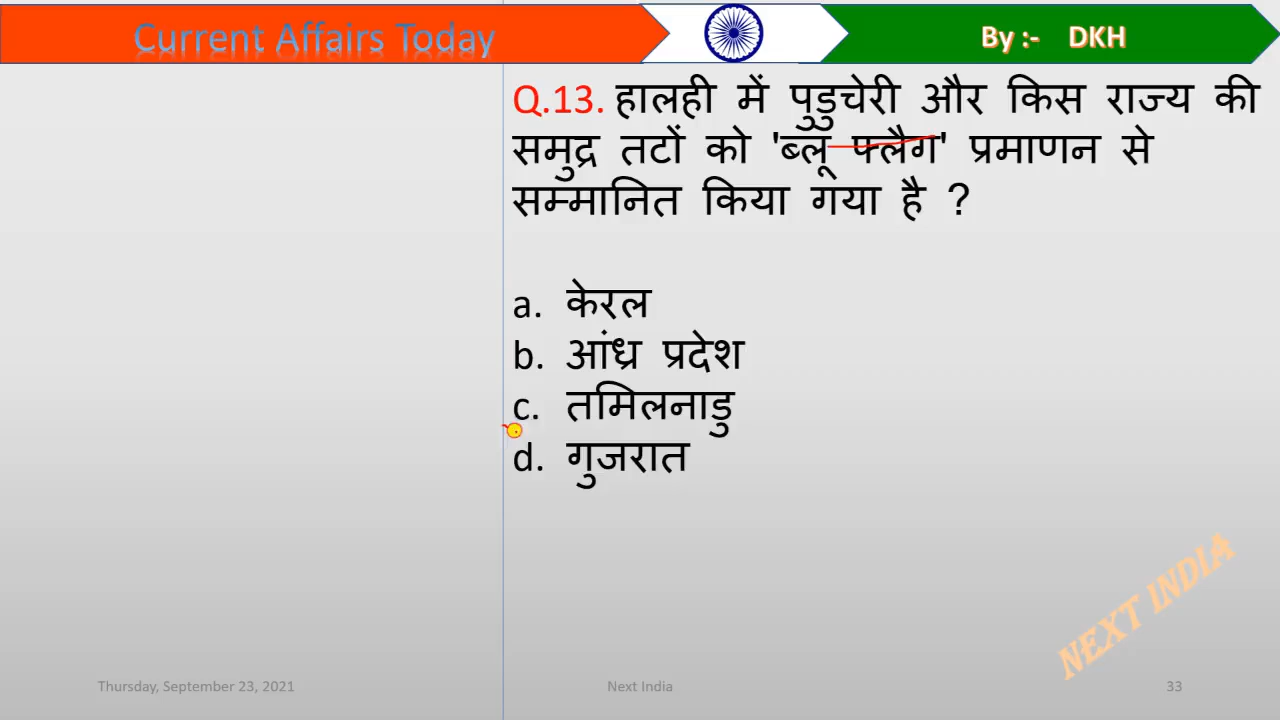 Current Affairs Today
By :- DKH
Q.13. हालही में पुडुचेरी और किस राज्य की
समुद्र तटों को 'ब्लू फ्लैग' प्रमाणन से
सम्मानित किया गया है ?
a. केरल
b. आंध्र प्रदेश
c. तमिलनाडु
d. गुजरात
NEXT INDIA
Thursday, September 23, 2021
Next India
33